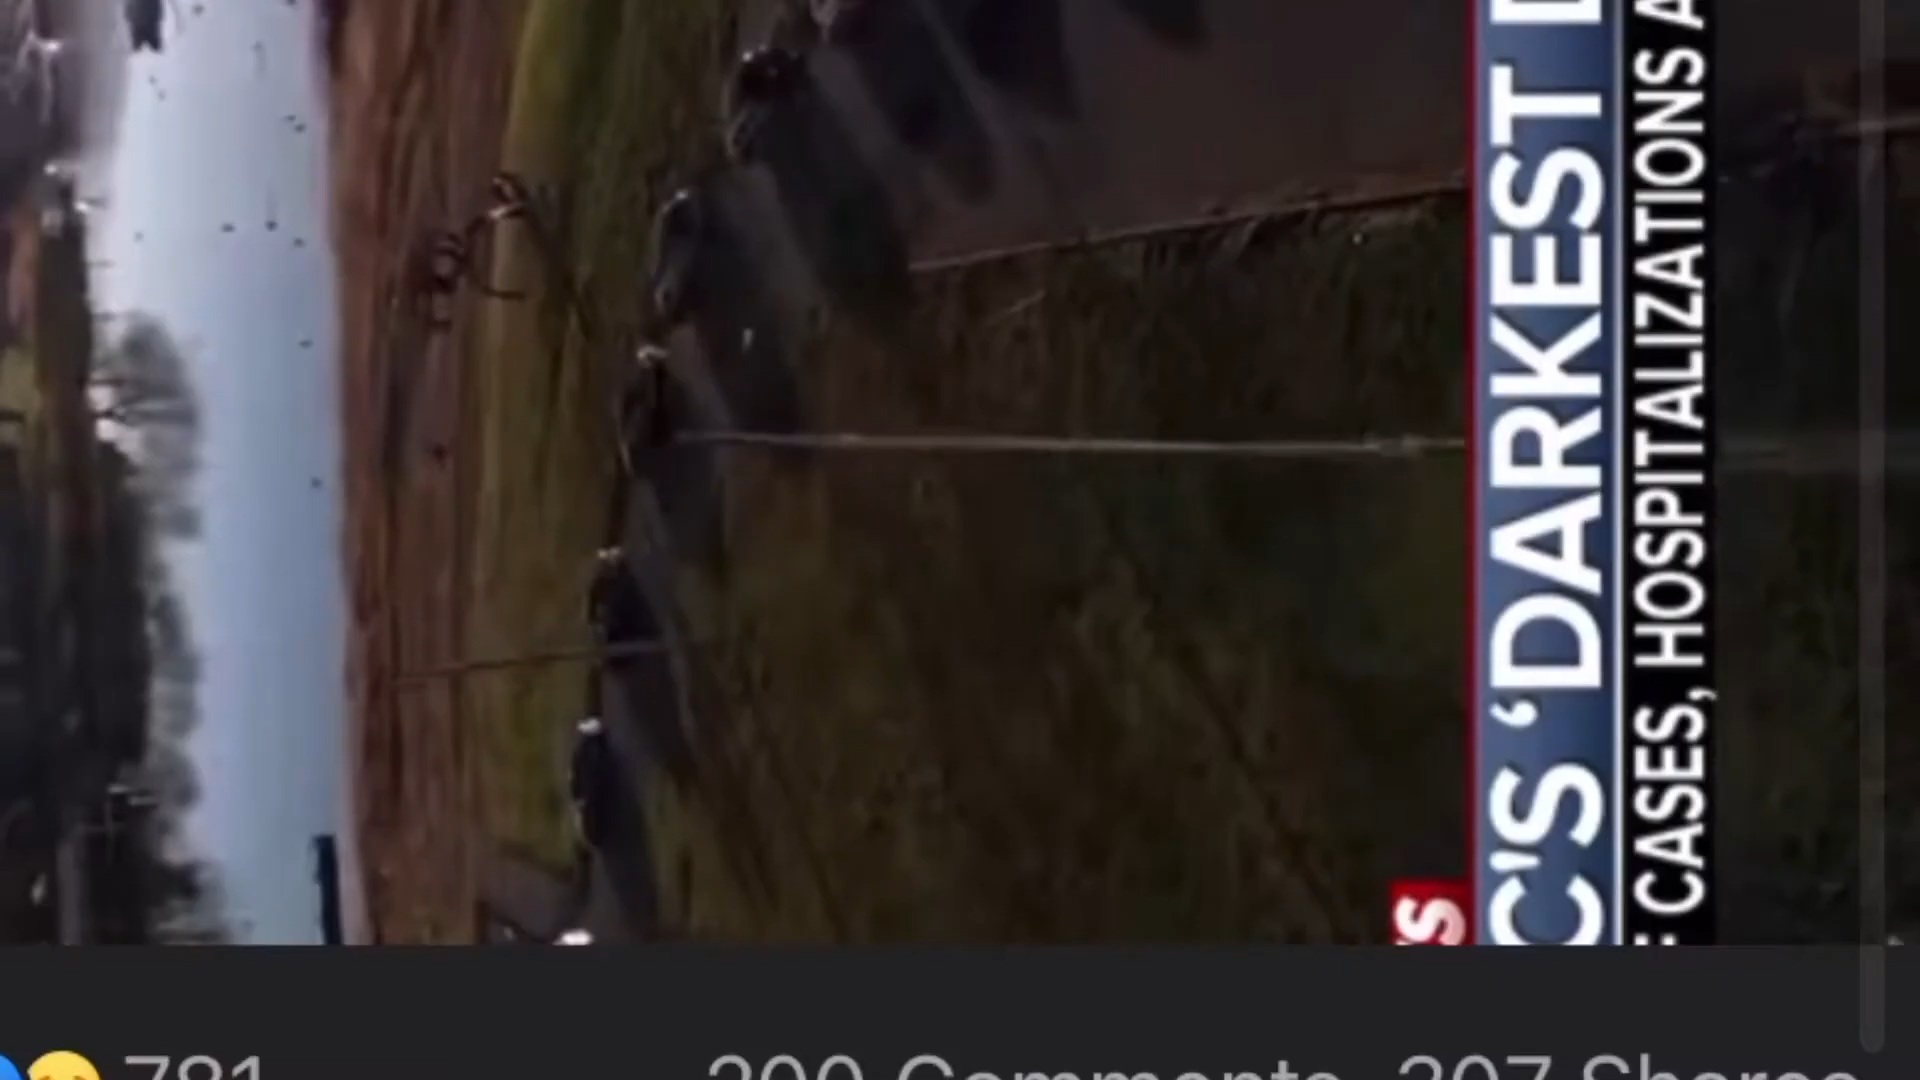 C'S ‘DARKEST
CASES, HOSPITALIZATIONS A
781
200 Comments 207 Shares